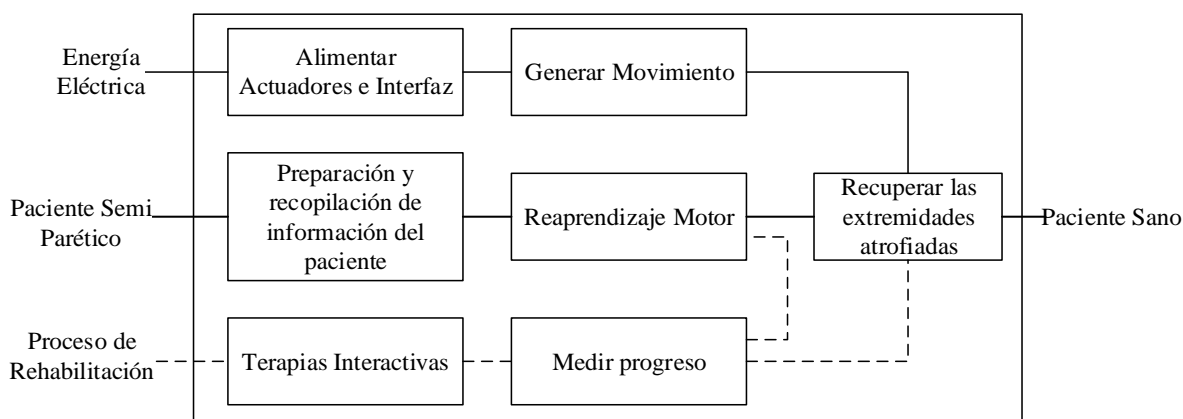 Energía
Eléctrica
Alimentar
Actuadores e Interfaz
Generar Movimiento
Paciente Semi
Parético
Preparación y
recopilación de
información del
paciente
Reaprendizaje Motor
Recuperar las
extremidades
atrofiadas
Paciente Sano
Proceso de
Rehabilitación
Terapias Interactivas
Medir progreso